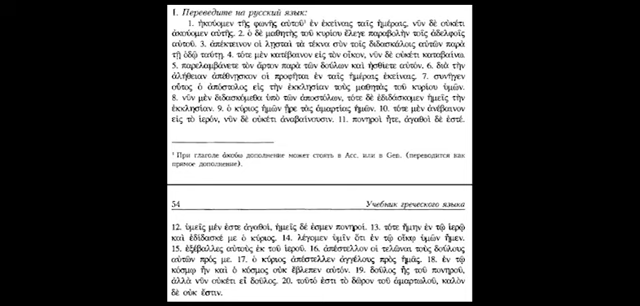 1. Переведите на русский язык:
1. ἠκούομεν τῆς φωνῆς αὐτοῦ¹ ἐν ἐκείναις ταῖς ἡμέραις, νῦν δὲ οὐκέτι
ἀκούομεν αὐτῆς. 2. ὁ δὲ μαθητὴς τοῦ κυρίου ἔλεγε παραβολὴν τοῖς ἀδελφοῖς
αὐτοῦ. 3. ἀπέκτεινον οἱ λῃσταὶ τὰ τέκνα σὺν τοῖς διδασκάλοις αὐτῶν παρὰ
τῇ ὁδῷ ταύτῃ. 4. τότε μὲν κατέβαινον εἰς τὸν οἶκον, νῦν δὲ οὐκέτι καταβαίνω.
5. παρελαμβάνετε τὸν ἄρτον παρὰ τῶν δούλων καὶ ἠσθίετε αὐτόν. 6. διὰ τὴν
ἀλήθειαν ἀπέθνῃσκον οἱ προφῆται ἐν ταῖς ἡμέραις ἐκείναις. 7. συνῆγεν
οὗτος ὁ ἀπόστολος εἰς τὴν ἐκκλησίαν τοὺς μαθητὰς τοῦ κυρίου ὑμῶν.
8. νῦν μὲν διδασκόμεθα ὑπὸ τῶν ἀποστόλων, τότε δὲ ἐδιδάσκομεν ἡμεῖς τὴν
ἐκκλησίαν. 9. ὁ κύριος ἡμῶν ἦρε τὰς ἁμαρτίας ἡμῶν. 10. τότε μὲν ἀνέβαινον
εἰς τὸ ἱερόν, νῦν δὲ οὐκέτι ἀναβαίνουσιν. 11. πονηροὶ ἦτε, ἀγαθοὶ δὲ ἐστέ.
¹ При глаголе ἀκούω дополнение может стоять в Acc. или в Gen. (переводится как
прямое дополнение).
54 Учебник греческого языка
12. ὑμεῖς μέν ἐστε ἀγαθοί, ἡμεῖς δέ ἐσμεν πονηροί. 13. τότε ἤμην ἐν τῷ ἱερῷ
καὶ ἐδίδασκέ με ὁ κύριος. 14. λέγομεν ὑμῖν ὅτι ἐν τῷ οἴκῳ ὑμῶν ἦμεν.
15. ἐξέβαλλες αὐτοὺς ἐκ τοῦ ἱεροῦ. 16. ἀπέστελλον οἱ τελῶναι τοὺς δούλους
αὐτῶν πρός με. 17. ὁ κύριος ἀπέστελλεν ἀγγέλους πρὸς ἡμᾶς. 18. ἐν τῷ
κόσμῳ ἦν καὶ ὁ κόσμος οὐκ ἔβλεπεν αὐτόν. 19. δοῦλος ἦς τοῦ πονηροῦ,
ἀλλὰ νῦν οὐκέτι εἶ δοῦλος. 20. τοῦτό ἐστι τὸ δῶρον τοῦ ἁμαρτωλοῦ, καλὸν
δὲ οὐκ ἔστιν.